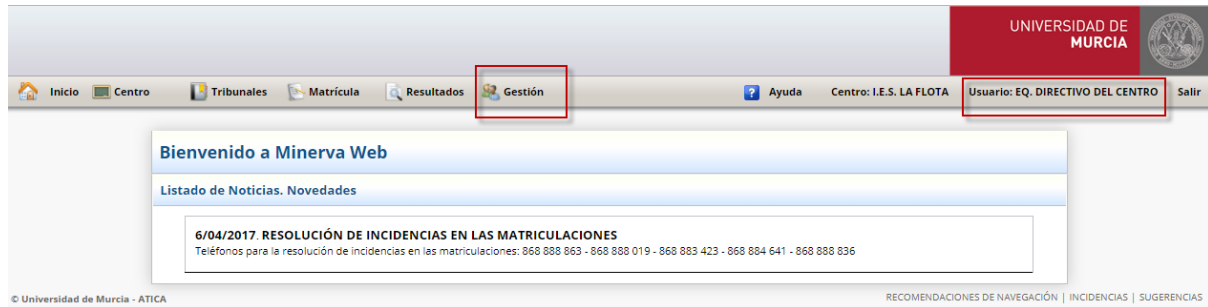 UNIVERSIDAD DE
MURCIA
Inicio Centro Tribunales Matrícula Resultados Gestión ? Ayuda Centro: I.E.S. LA FLOTA Usuario: EQ. DIRECTIVO DEL CENTRO Salir
Bienvenido a Minerva Web
Listado de Noticias. Novedades
6/04/2017. RESOLUCIÓN DE INCIDENCIAS EN LAS MATRICULACIONES
Teléfonos para la resolución de incidencias en las matriculaciones: 868 888 863 - 868 888 019 - 868 883 423 - 868 884 641 - 868 888 836
© Universidad de Murcia - ATICA RECOMENDACIONES DE NAVEGACIÓN | INCIDENCIAS | SUGERENCIAS